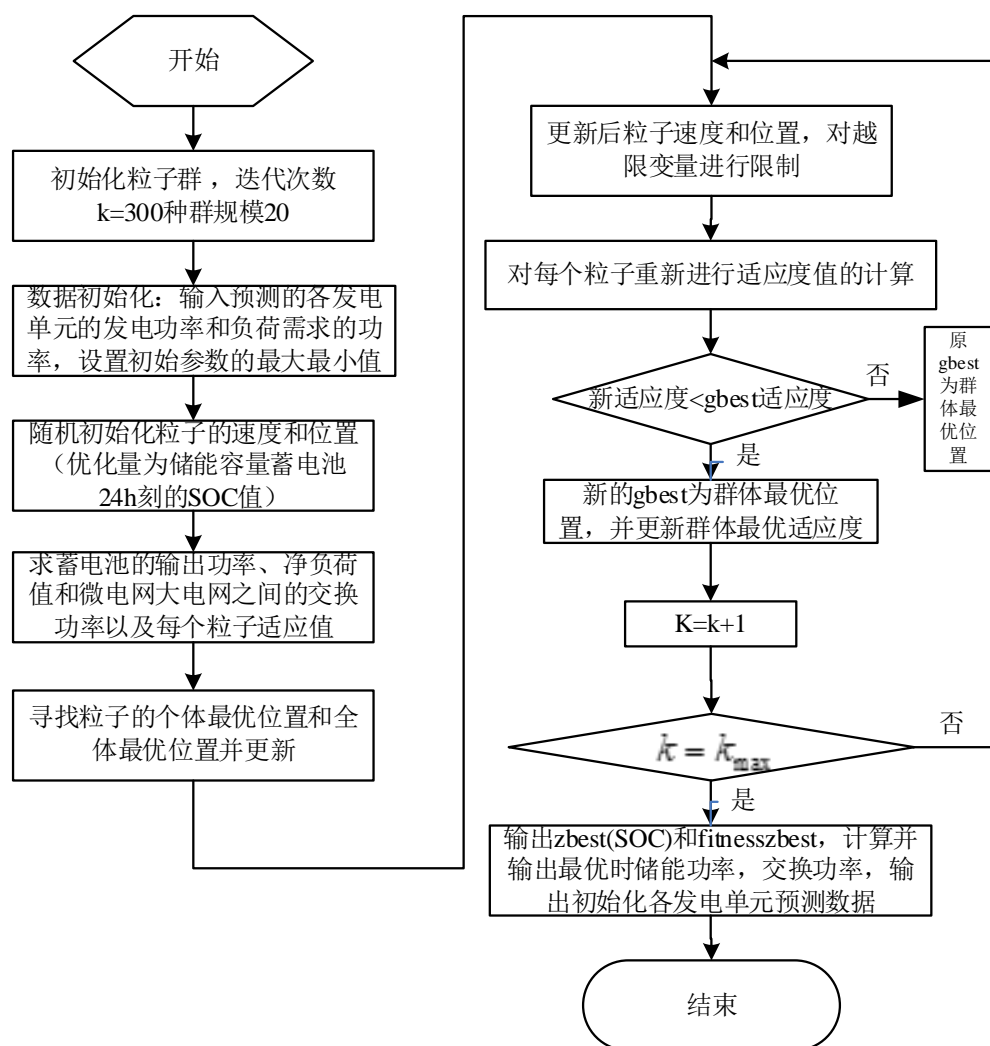 开始
初始化粒子群 ，迭代次数
k=300种群规模20
数据初始化：输入预测的各发电
单元的发电功率和负荷需求的功
率，设置初始参数的最大最小值
随机初始化粒子的速度和位置
（优化量为储能容量蓄电池
24h刻的SOC值）
求蓄电池的输出功率、净负荷
值和微电网大电网之间的交换
功率以及每个粒子适应值
寻找粒子的个体最优位置和全
体最优位置并更新
更新后粒子速度和位置，对越
限变量进行限制
对每个粒子重新进行适应度值的计算
新适应度<gbest适应度
否
原
gbest
为群
体最
优位
置
是
新的gbest为群体最优位
置，并更新群体最优适应度
K=k+1
k = kmax
否
是
输出zbest(SOC)和fitnesszbest，计算并
输出最优时储能功率，交换功率，输
出初始化各发电单元预测数据
结束